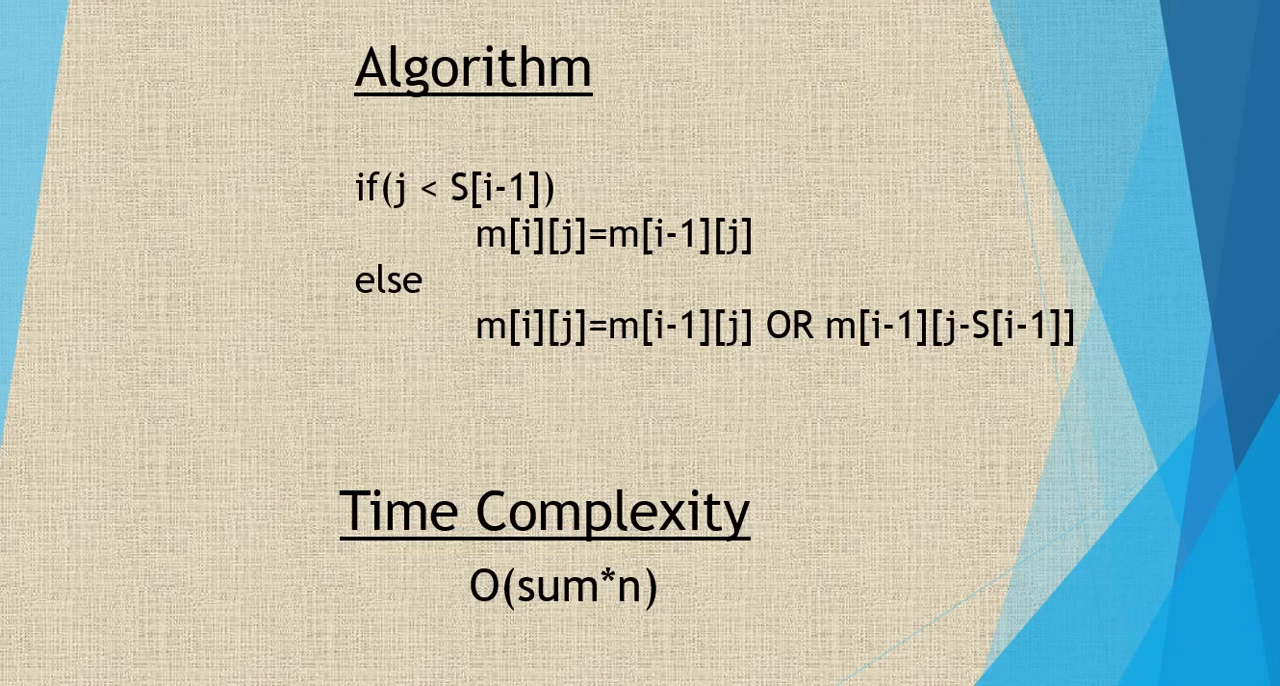 Algorithm
if(j < S[i-1])
m[i][j]=m[i-1][j]
else
m[i][j]=m[i-1][j] OR m[i-1][j-S[i-1]]
Time Complexity
O(sum*n)